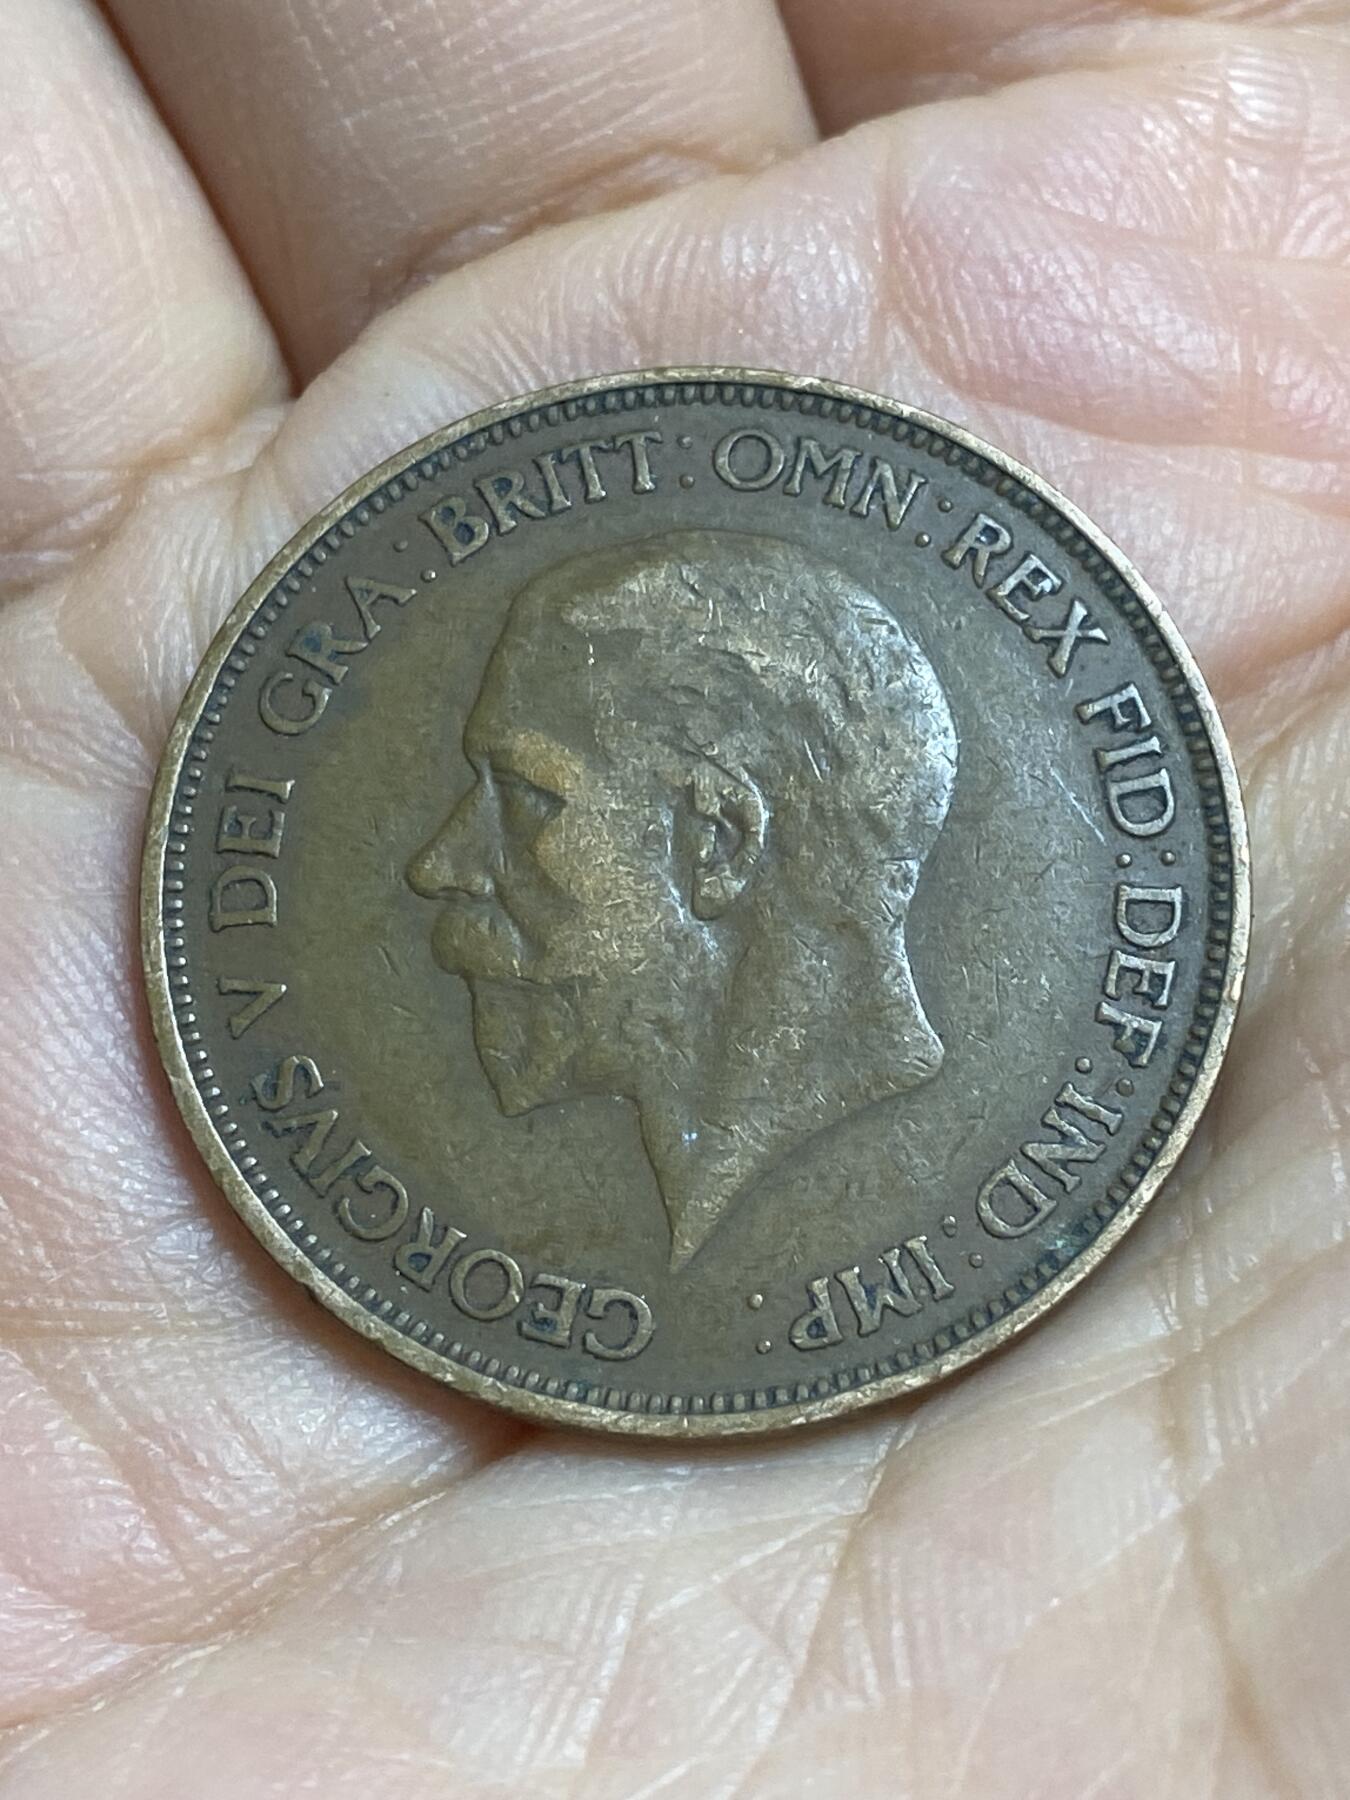 GEORGIVS V DEI GRA: BRITT: OMN: REX FID: DEF: IND: IMP: